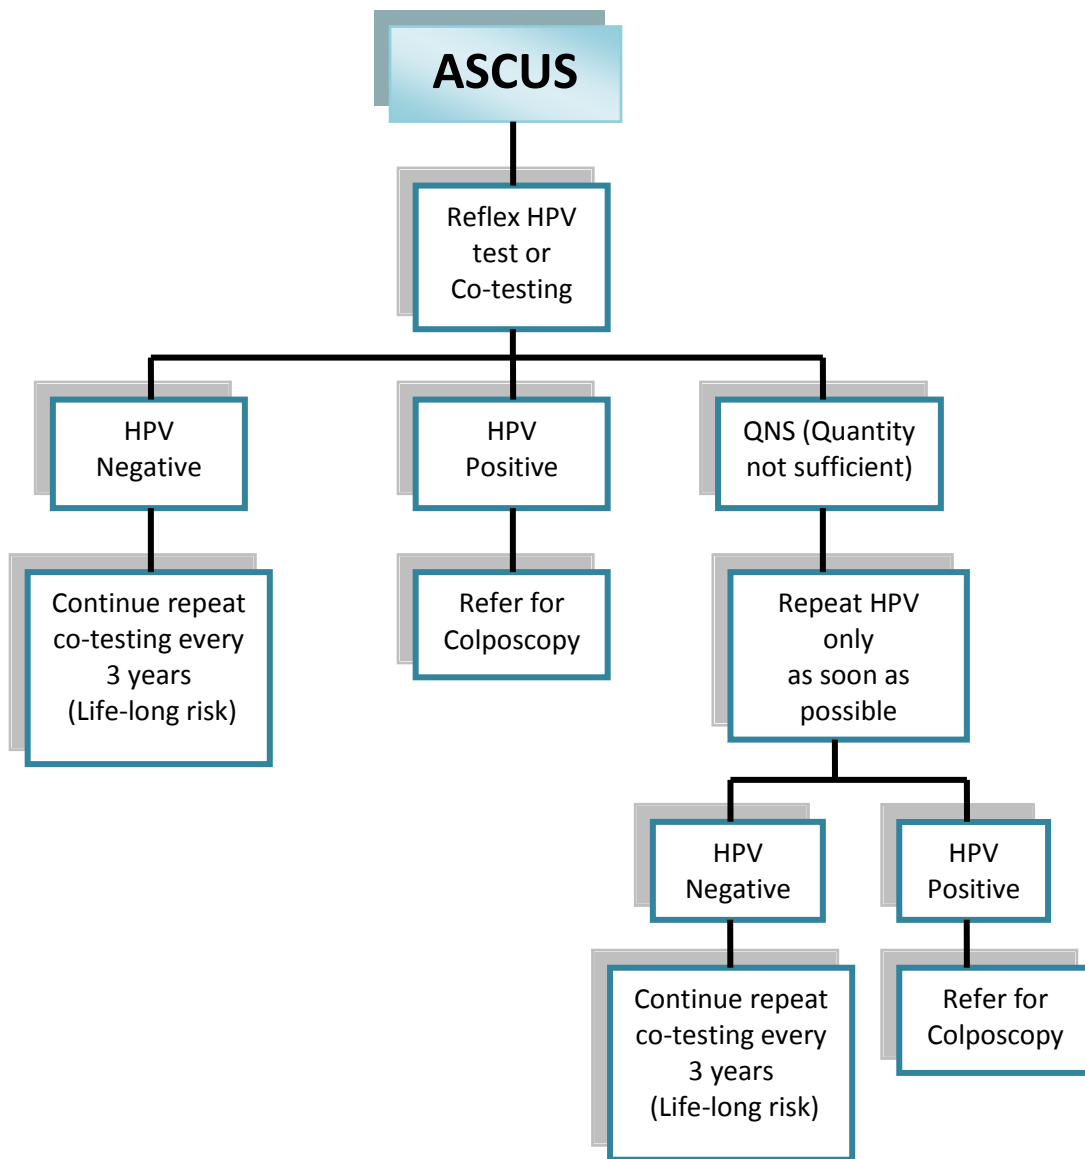 ASCUS
Reflex HPV
test or
Co-testing
HPV
Negative
HPV
Positive
QNS (Quantity
not sufficient)
Continue repeat
co-testing every
3 years
(Life-long risk)
Refer for
Colposcopy
Repeat HPV
only
as soon as
possible
HPV
Negative
HPV
Positive
Continue repeat
co-testing every
3 years
(Life-long risk)
Refer for
Colposcopy